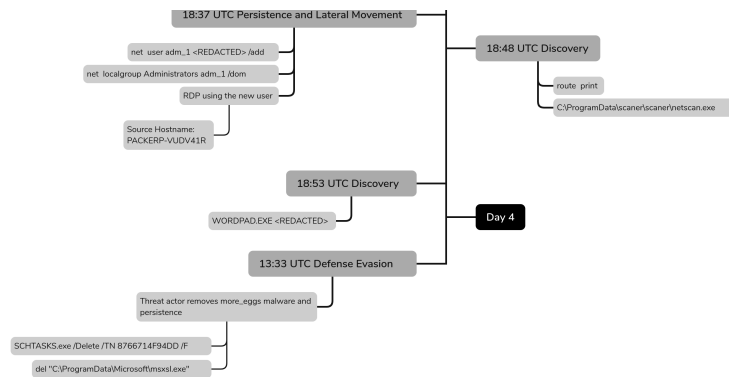 18:37 UTC Persistence and Lateral Movement
net user adm_1 <REDACTED> /add
net localgroup Administrators adm_1 /dom
RDP using the new user
Source Hostname:
PACKERP-VUDV41R
18:48 UTC Discovery
route print
C:\ProgramData\scaner\scaner\netscan.exe
18:53 UTC Discovery
WORDPAD.EXE <REDACTED>
Day 4
13:33 UTC Defense Evasion
Threat actor removes more_eggs malware and
persistence
SCHTASKS.exe /Delete /TN 8766714F94DD /F
del "C:\ProgramData\Microsoft\msxsl.exe"